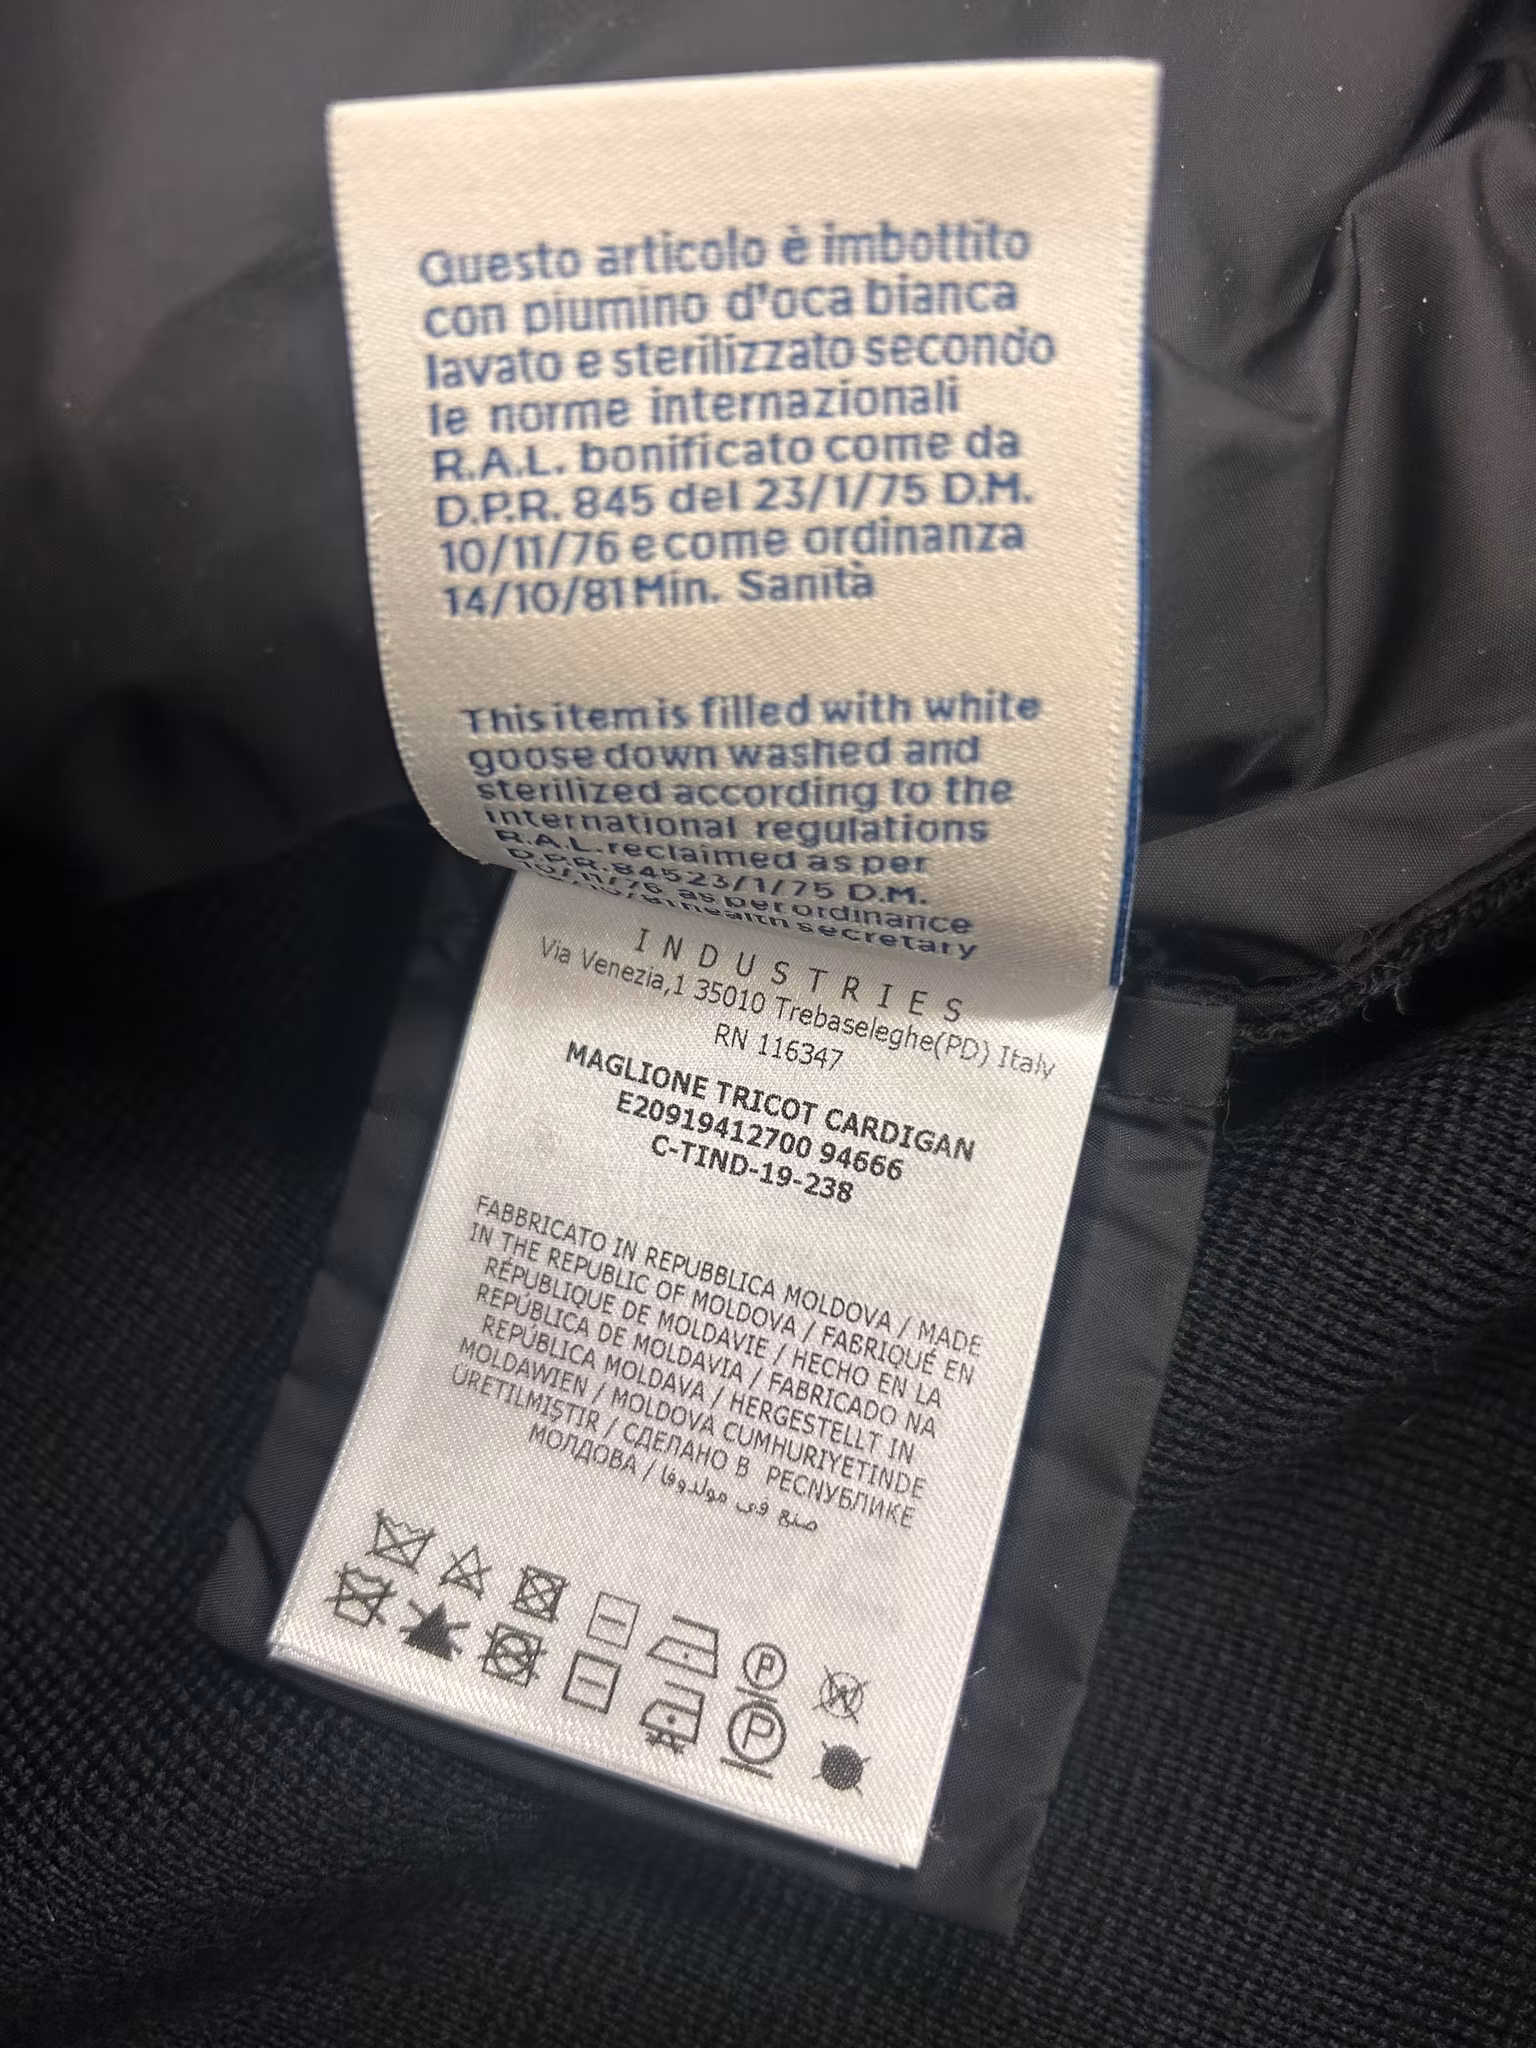 Questo articolo è imbottito
con piumino d'oca bianca
lavato e sterilizzato secondo
le norme internazionali
R.A.L. bonificato come da
D.P.R. 845 del 23/1/75 D.M.
10/11/76 e come ordinanza
14/10/81 Min. Sanità
This item is filled with white
goose down washed and
sterilized according to the
international regulations
R.A.L. reclaimed as per
D.P.R. 845 23/1/75 D.M.
10/11/76 as per ordinance
health secretary
INDUSTRIES
Via Venezia,1 35010 Trebaseleghe(PD) Italy
RN 116347
MAGLIONE TRICOT CARDIGAN
E20919412700 94666
C-TIND-19-238
FABBRICATO IN REPUBBLICA MOLDOVA / MADE
IN THE REPUBLIC OF MOLDOVA / FABRIQUÉ EN
RÉPUBLIQUE DE MOLDAVIE / HECHO EN LA
REPÚBLICA DE MOLDAVIA / FABRICADO NA
REPÚBLICA MOLDAVA / HERGESTELLT IN
MOLDAWIEN / MOLDOVA CUMHURIYETINDE
ÜRETILMIŞTIR / СДЕЛАНО В РЕСПУБЛИКЕ
МОЛДОВА / صنع في مولدوفا
P
W
P